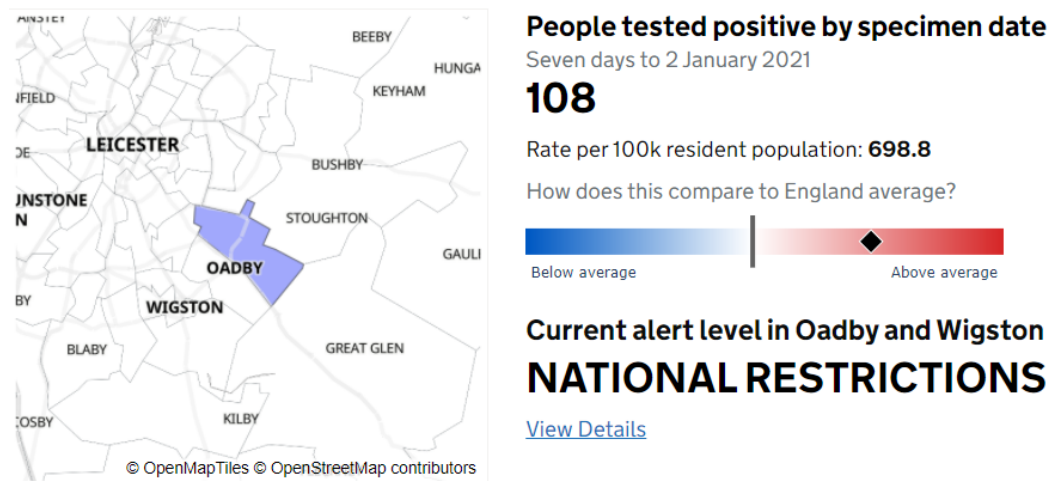 ANSTEY
BEEBY
HUNGA
KEYHAM
NFIELD
LEICESTER
DE
BUSHBY
UNSTONE
N
STOUGHTON
GAULI
OADBY
BY
WIGSTON
BLABY
GREAT GLEN
COSBY
KILBY
© OpenMapTiles © OpenStreetMap contributors
People tested positive by specimen date
Seven days to 2 January 2021
108
Rate per 100k resident population: 698.8
How does this compare to England average?
Below average
Above average
Current alert level in Oadby and Wigston
NATIONAL RESTRICTIONS
View Details